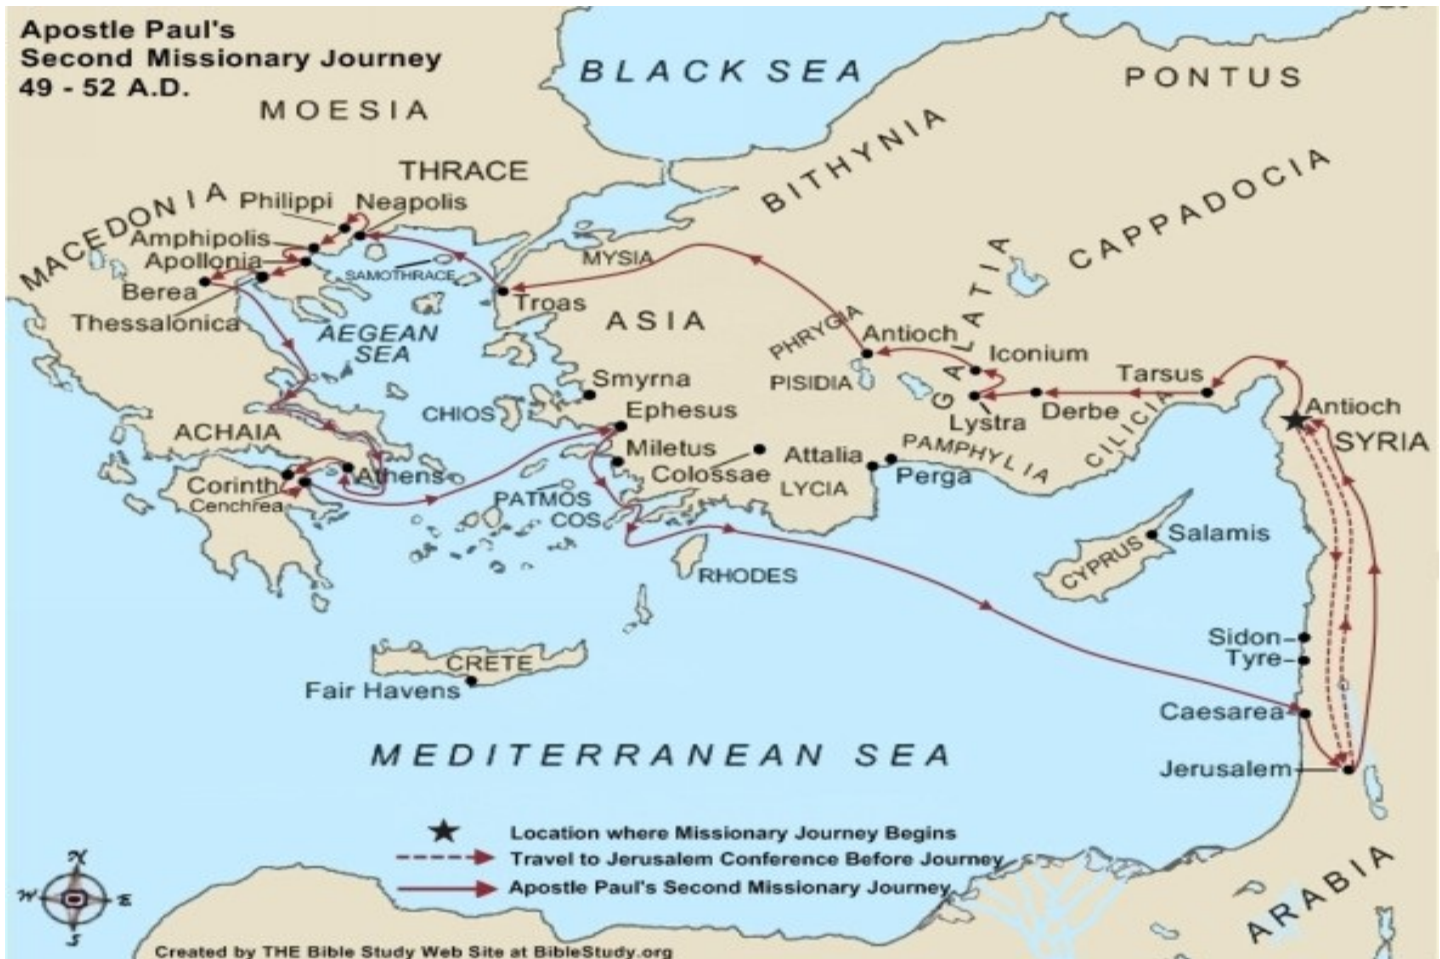 Apostle Paul's
Second Missionary Journey
49 - 52 A.D.
BLACK SEA
PONTUS
MOESIA
THRACE
BITHYNIA
CAPPADOCIA
MACEDONIA
Philippi
Neapolis
Amphipolis
Apollonia
SAMOTHRACE
MYSIA
Berea
Troas
Thessalonica
AEGEAN
SEA
ASIA
PHRYGIA
Antioch
GALATIA
Iconium
PISIDIA
Tarsus
Smyrna
CHIOS
Ephesus
Lystra
Derbe
CILICIA
Antioch
SYRIA
ACHAIA
Miletus
Colossae
Attalia
PAMPHYLIA
Perga
Corinth
Athens
Cenchrea
PATMOS
COS
LYCIA
Salamis
CYPRUS
RHODES
Sidon
Tyre
CRETE
Fair Havens
Caesarea
MEDITERRANEAN SEA
Jerusalem
Location where Missionary Journey Begins
Travel to Jerusalem Conference Before Journey
Apostle Paul's Second Missionary Journey
ARABIA
N
W
E
S
Created by THE Bible Study Web Site at BibleStudy.org